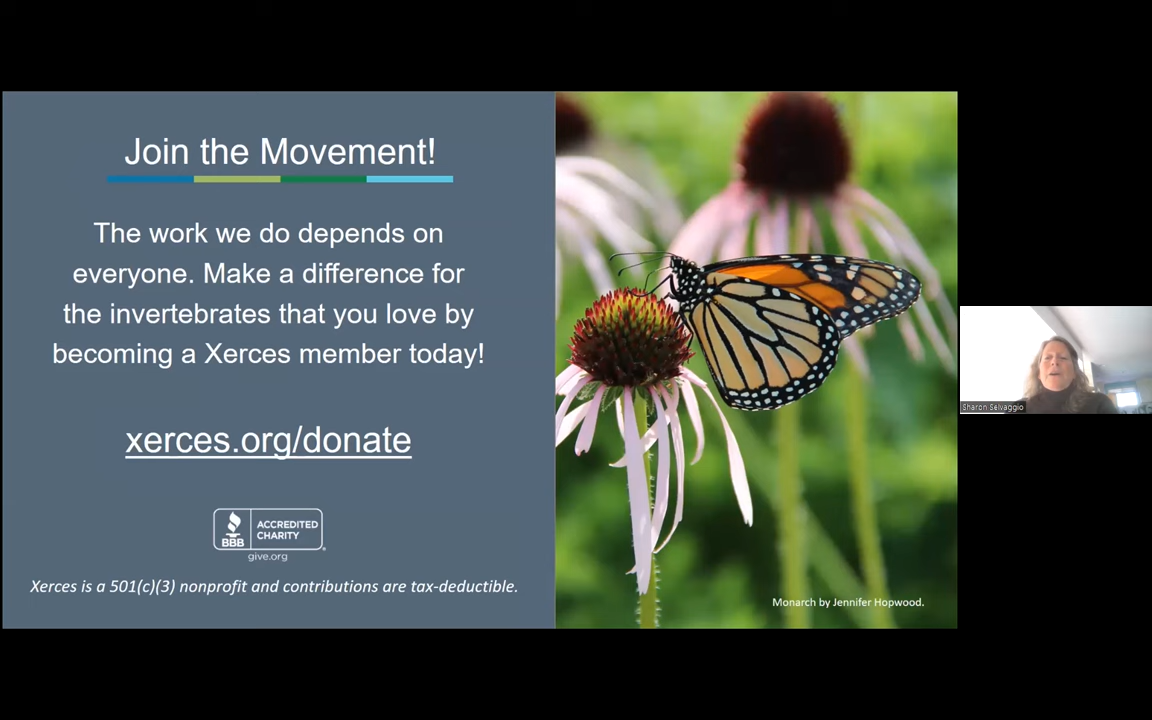 Join the Movement!
The work we do depends on
everyone. Make a difference for
the invertebrates that you love by
becoming a Xerces member today!
xerces.org/donate
BBB
ACCREDITED
CHARITY
®
give.org
Xerces is a 501(c)(3) nonprofit and contributions are tax-deductible.
Monarch by Jennifer Hopwood.
Sharon Selvaggio